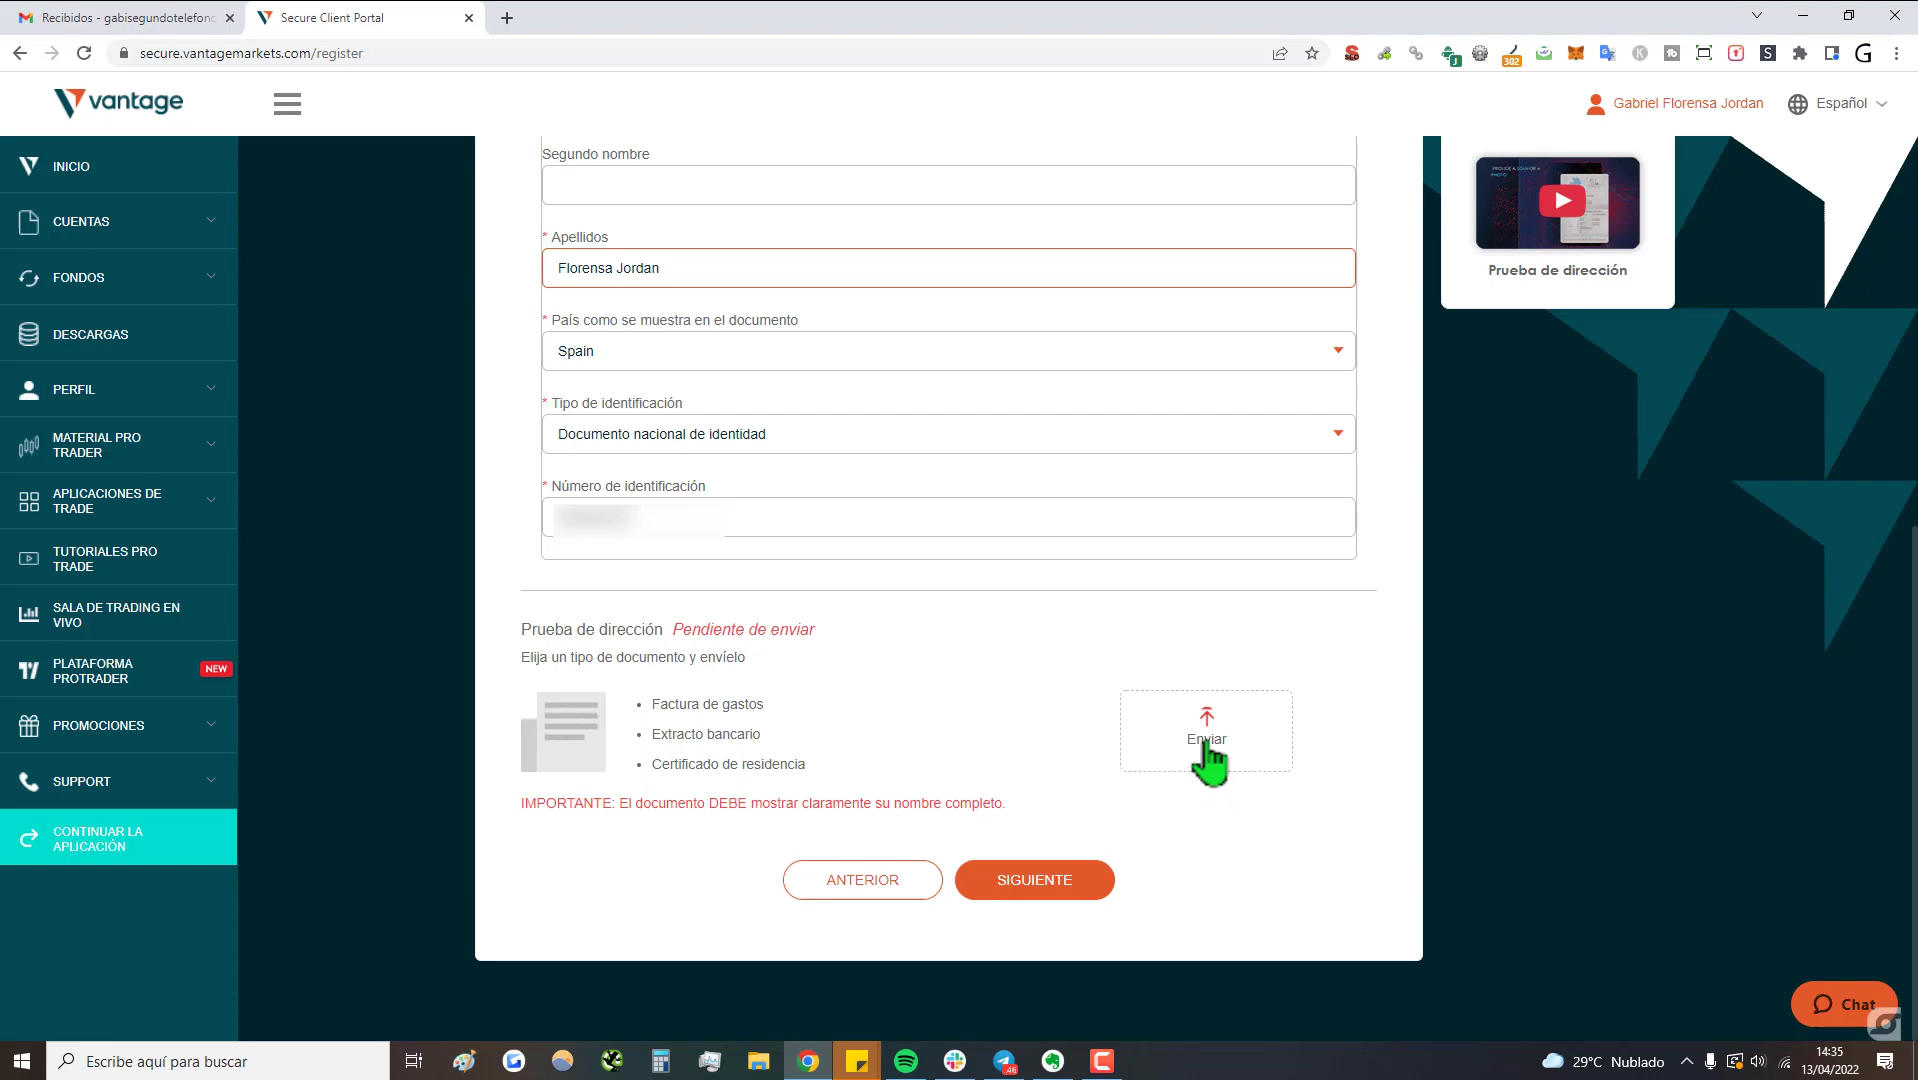 Recibidos - gabisegundotelefono
Secure Client Portal
secure.vantagemarkets.com/register
302
vantage
Gabriel Florensa Jordan
Español
INICIO
CUENTAS
FONDOS
DESCARGAS
PERFIL
MATERIAL PRO
TRADER
APLICACIONES DE
TRADE
TUTORIALES PRO
TRADE
SALA DE TRADING EN
VIVO
PLATAFORMA
PROTRADER
NEW
PROMOCIONES
SUPPORT
CONTINUAR LA
APLICACIÓN
Segundo nombre
* Apellidos
Florensa Jordan
* País como se muestra en el documento
Spain
* Tipo de identificación
Documento nacional de identidad
* Número de identificación
Prueba de dirección Pendiente de enviar
Elija un tipo de documento y envíelo
• Factura de gastos
• Extracto bancario
• Certificado de residencia
Enviar
IMPORTANTE: El documento DEBE mostrar claramente su nombre completo.
ANTERIOR
SIGUIENTE
Prueba de dirección
Chat
Escribe aquí para buscar
46
29°C Nublado
14:35
13/04/2022